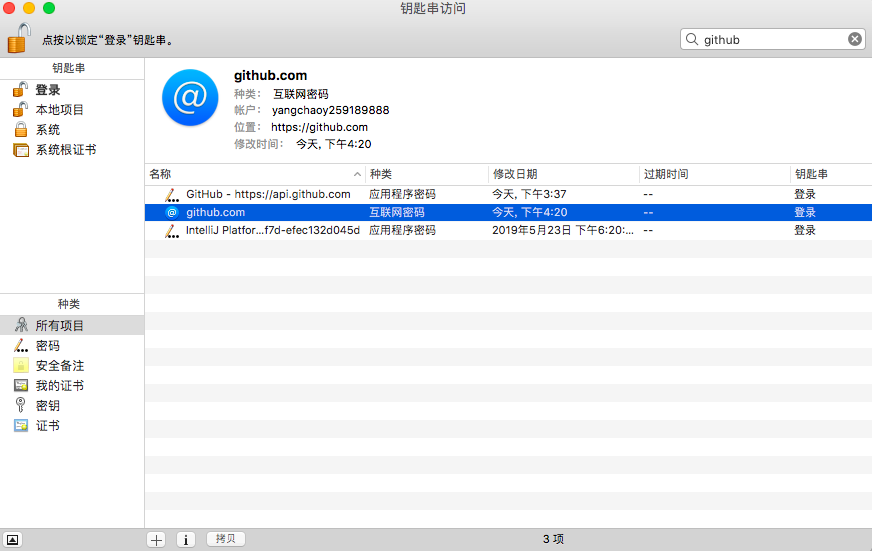 钥匙串访问
点按以锁定“登录”钥匙串。
github
钥匙串
登录
本地项目
系统
系统根证书
github.com
种类： 互联网密码
帐户： yangchaoy259189888
位置： https://github.com
修改时间： 今天, 下午4:20
名称 种类 修改日期 过期时间 钥匙串
GitHub - https://api.github.com 应用程序密码 今天, 下午3:37 -- 登录
github.com 互联网密码 今天, 下午4:20 -- 登录
IntelliJ Platfor...f7d-efec132d045d 应用程序密码 2019年5月23日 下午6:20:... -- 登录
种类
所有项目
密码
安全备注
我的证书
密钥
证书
拷贝
3 项